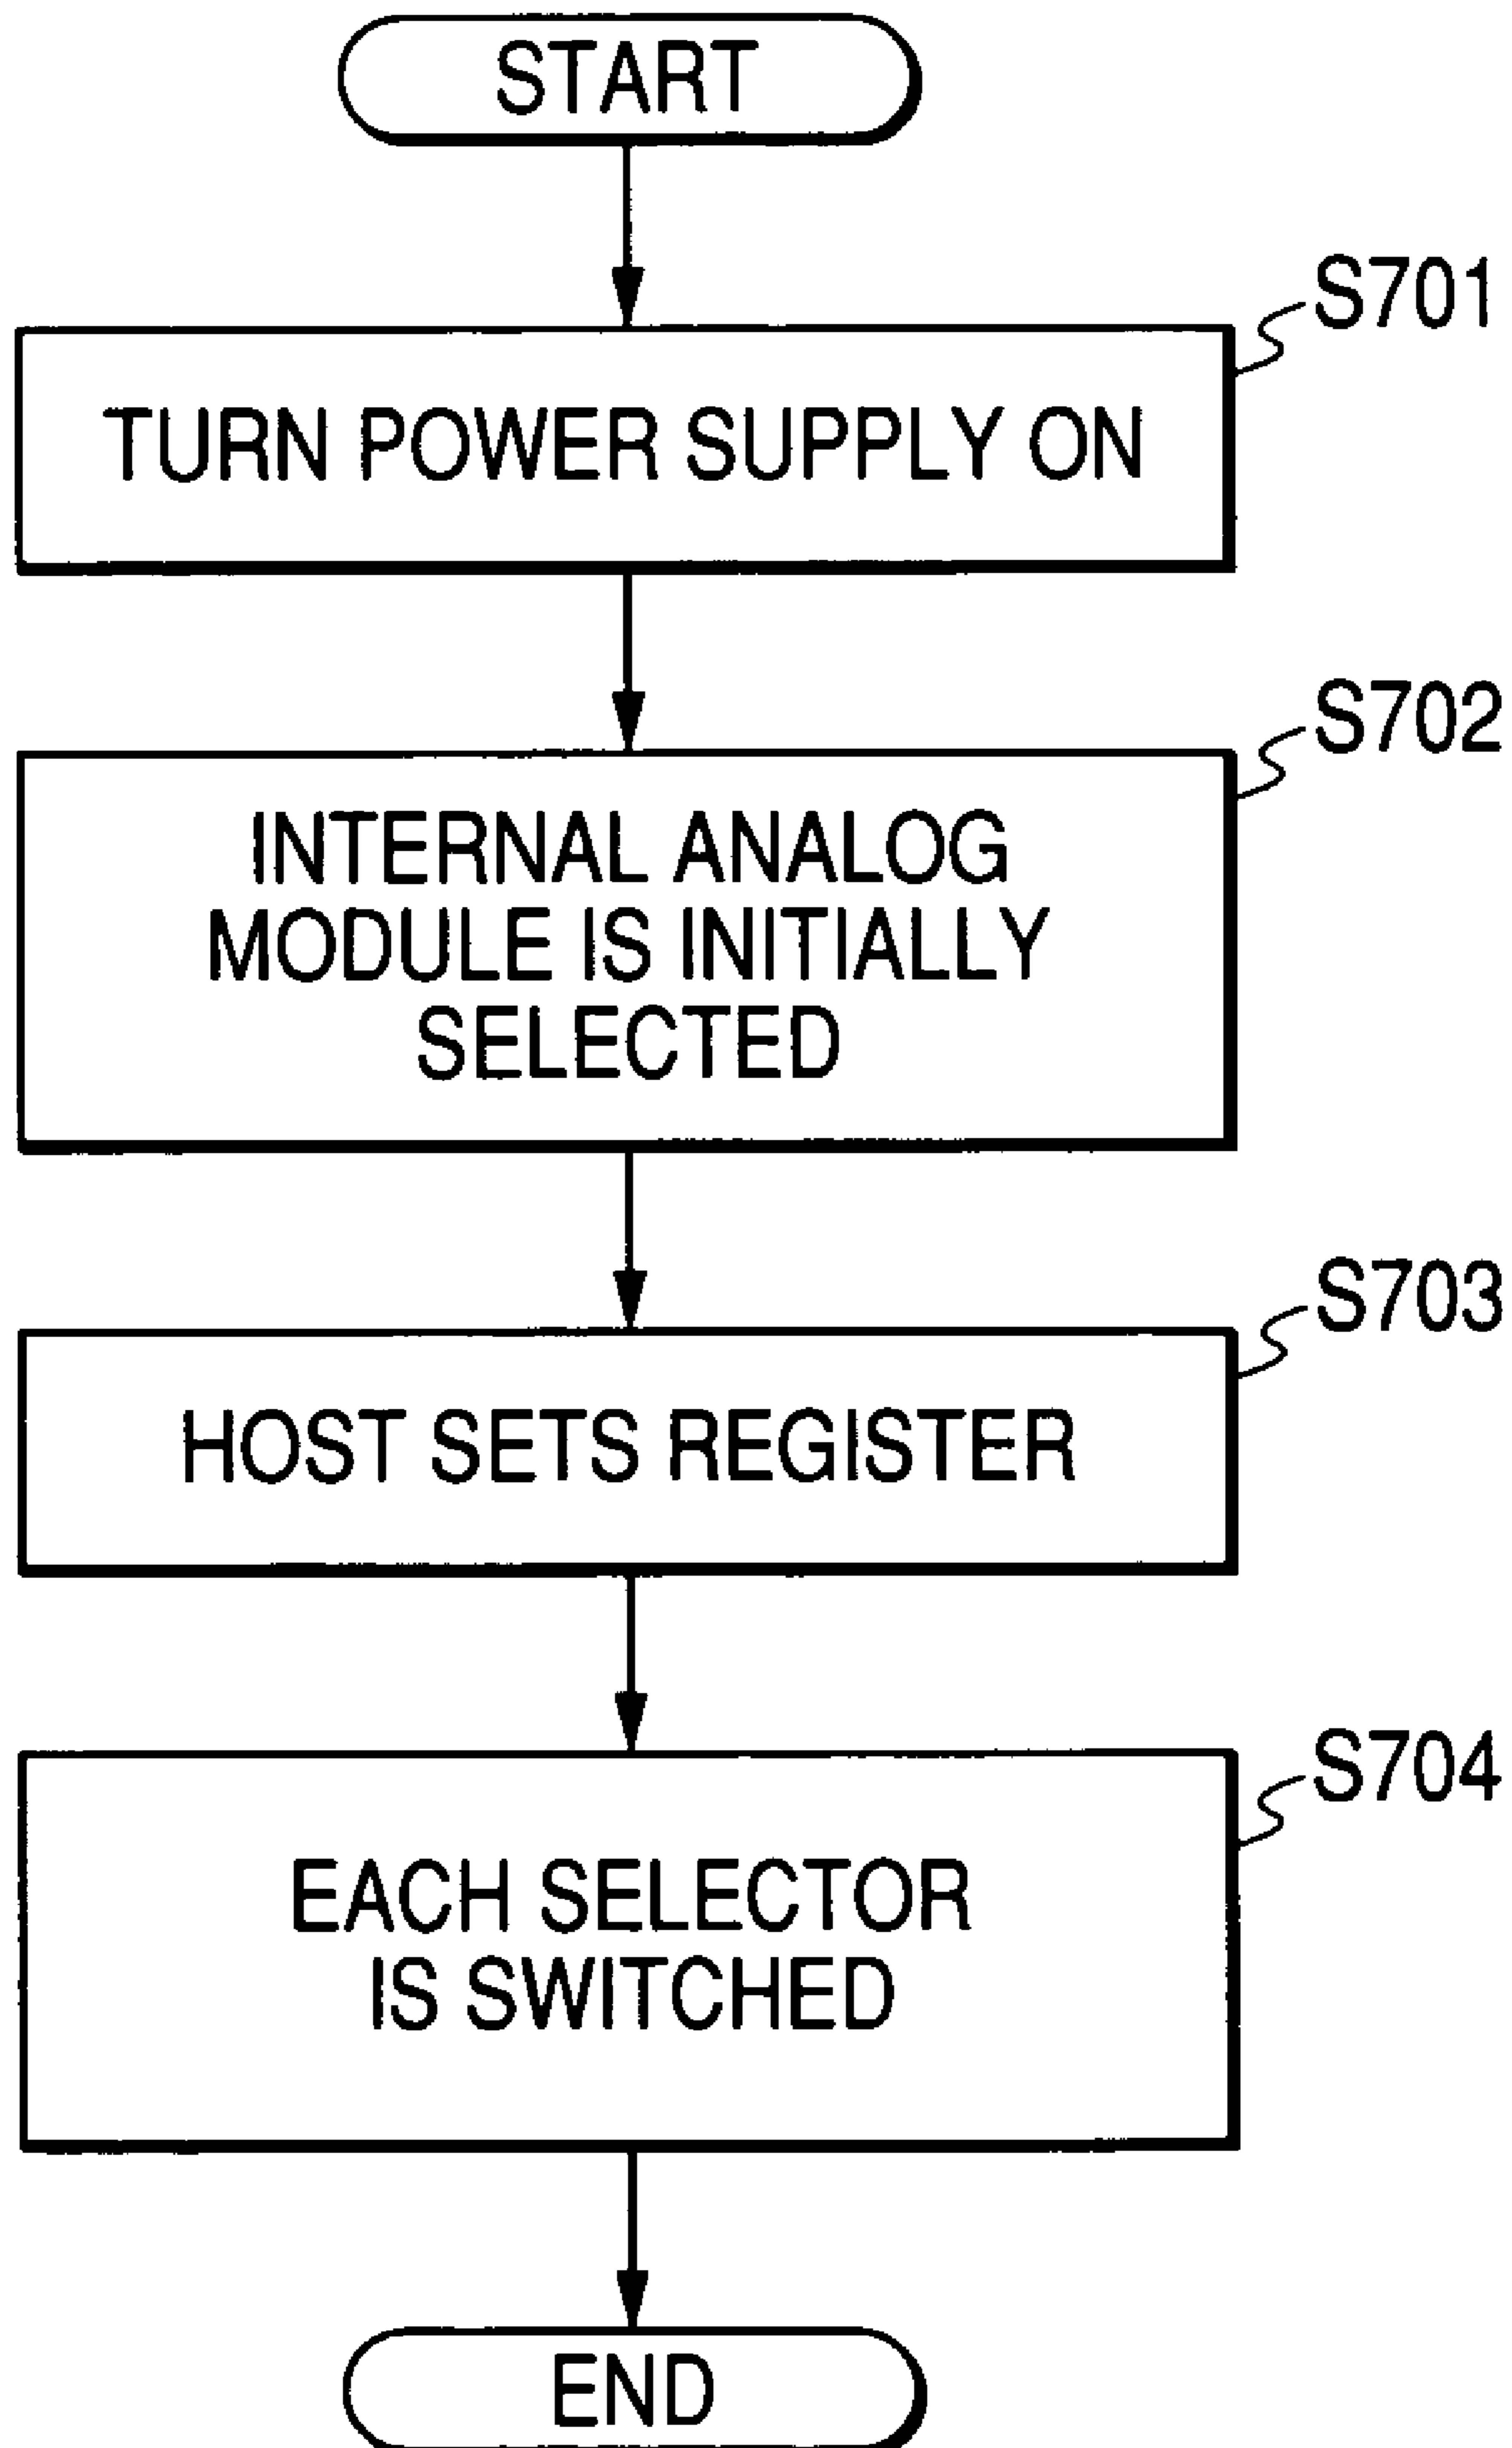 START
S701
TURN POWER SUPPLY ON
S702
INTERNAL ANALOG
MODULE IS INITIALLY
SELECTED
S703
HOST SETS REGISTER
S704
EACH SELECTOR
IS SWITCHED
END